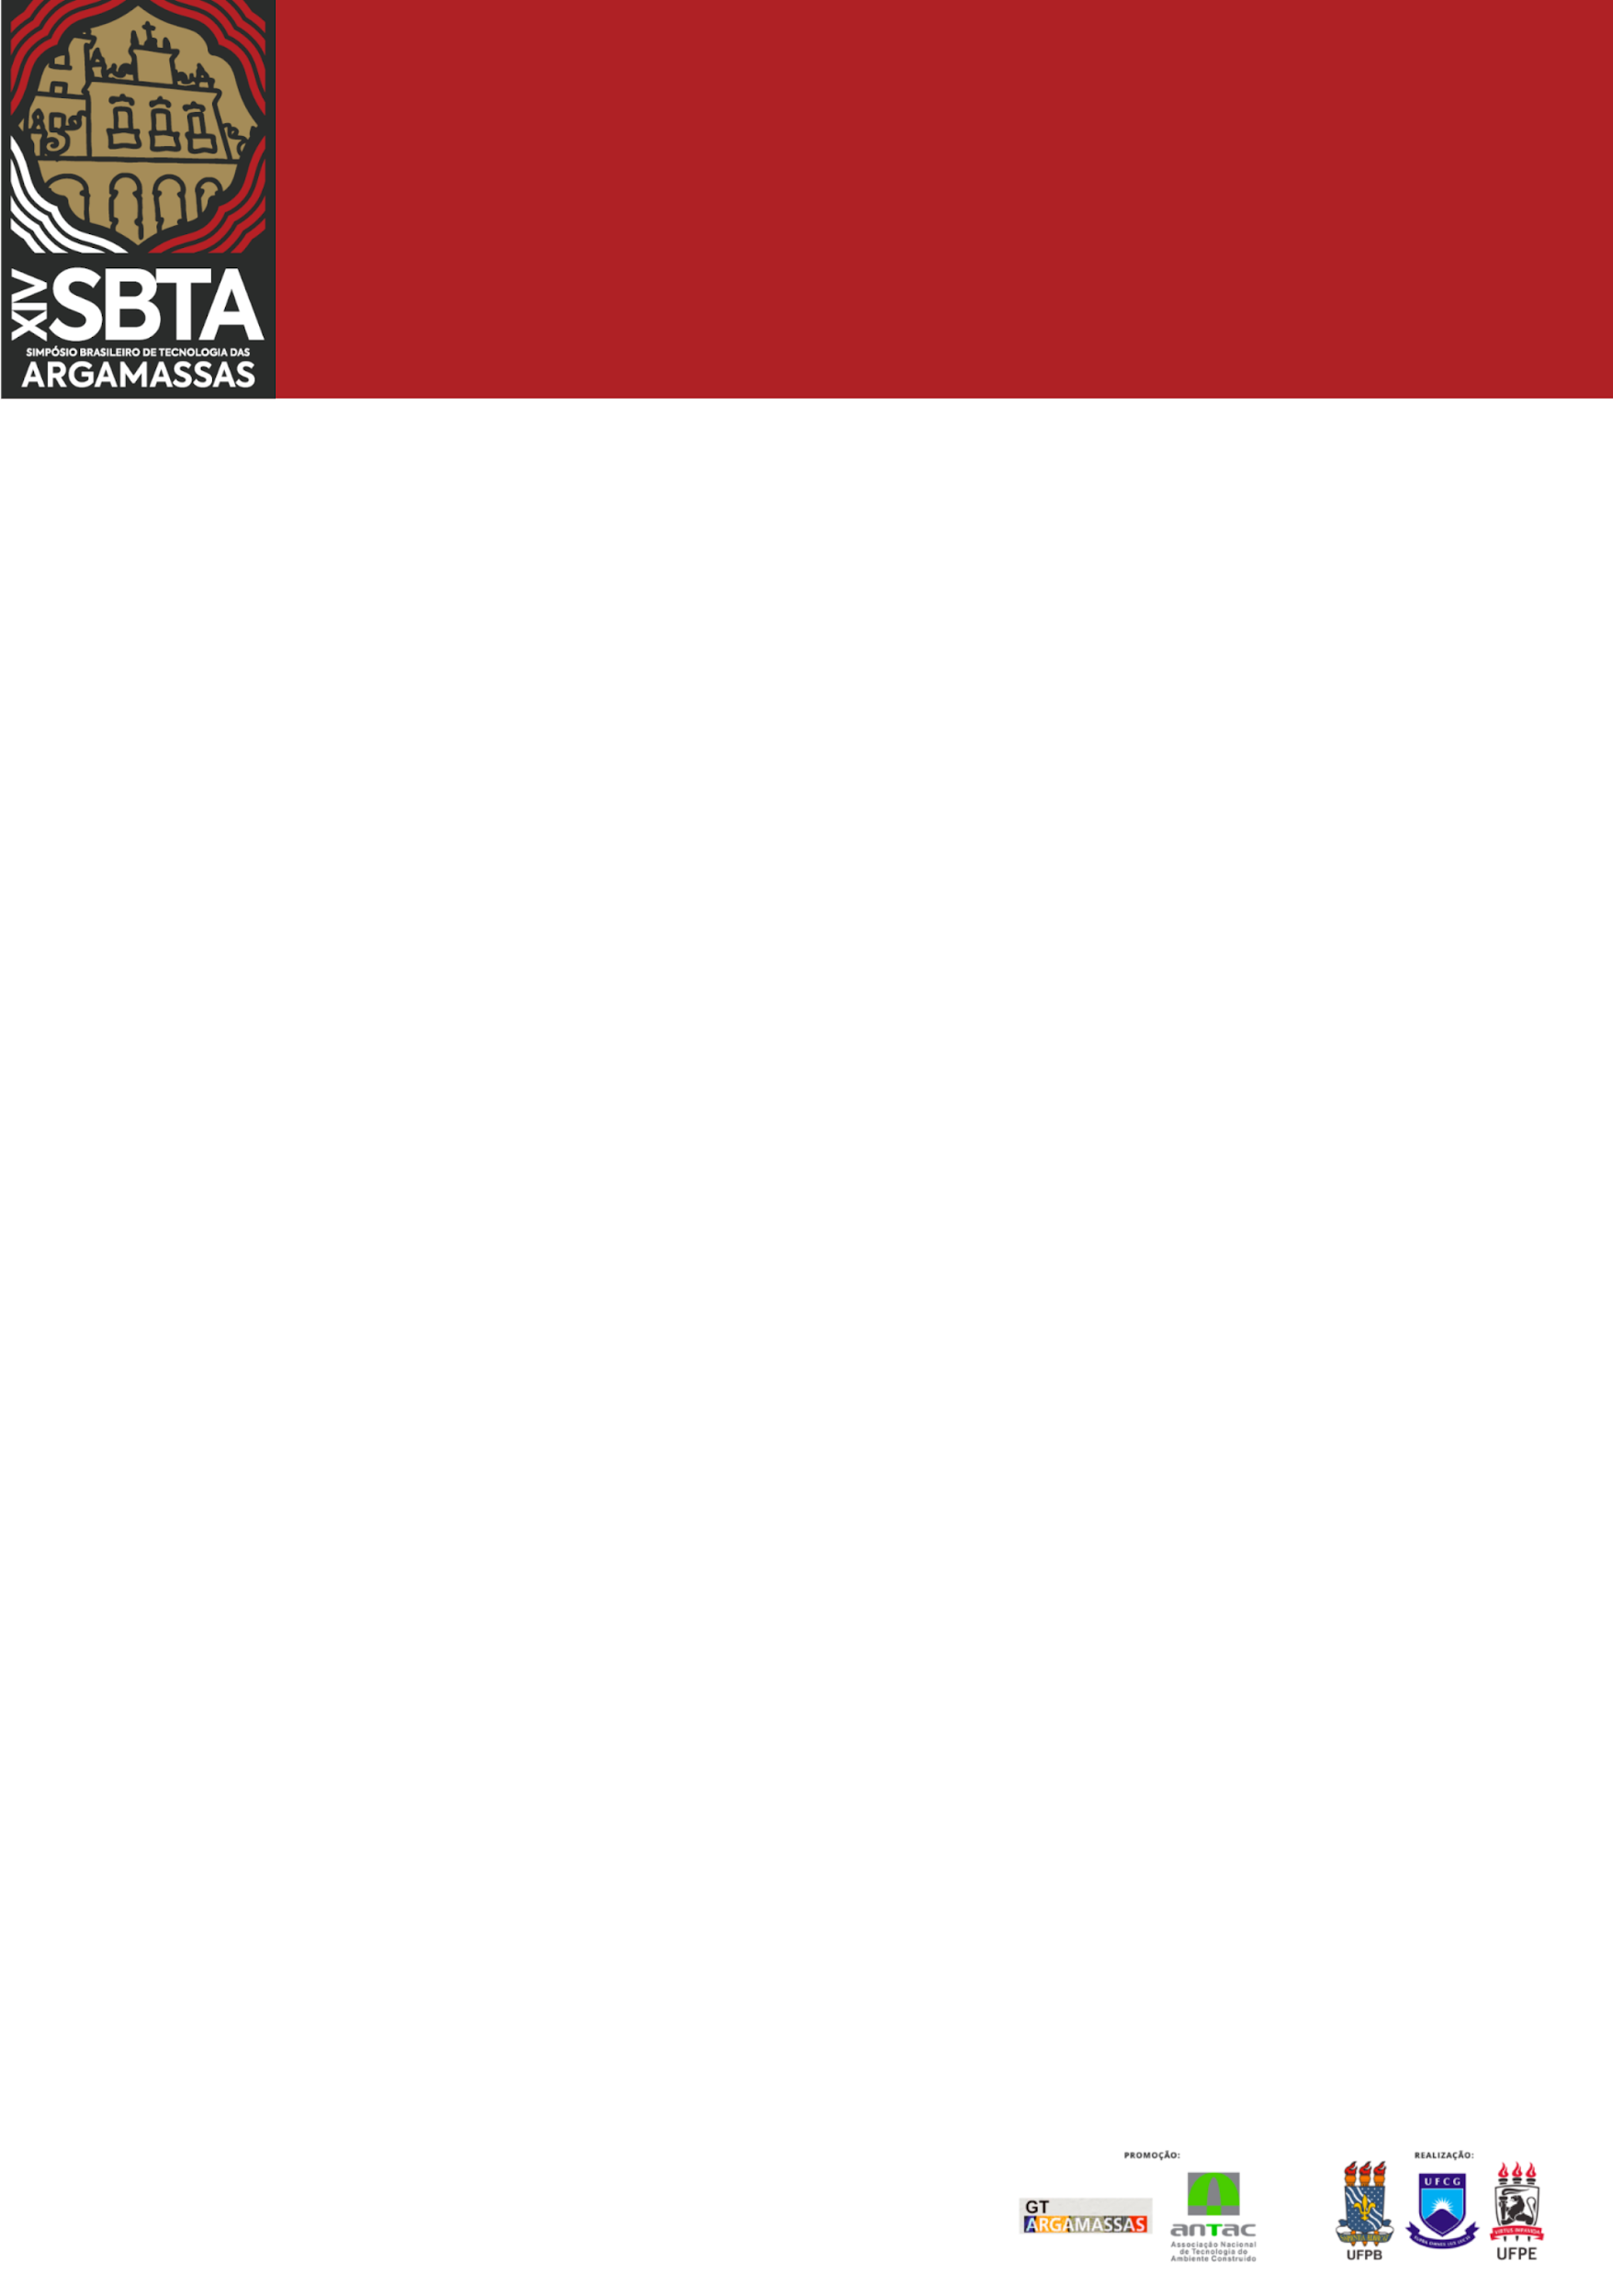 XIV SBTA
SIMPÓSIO BRASILEIRO DE TECNOLOGIA DAS
ARGAMASSAS
PROMOÇÃO:
REALIZAÇÃO:
GT
ARGAMASSAS
anTac
Associação Nacional
de Tecnologia do
Ambiente Construído
UFPB
UFCG
UFPE